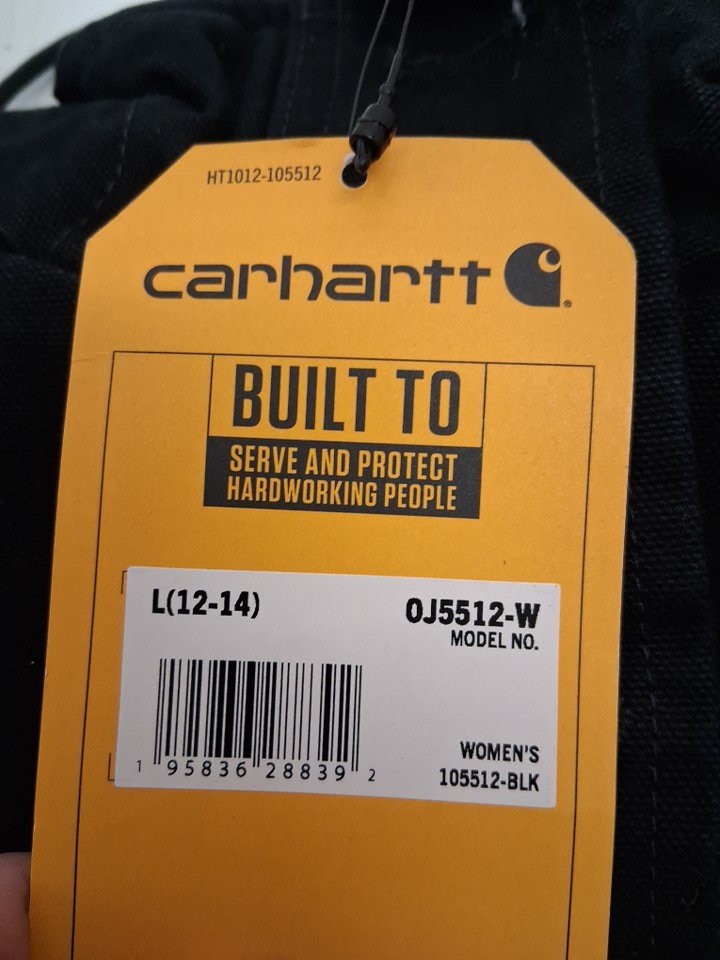 HT1012-105512
carhartt
BUILT TO
SERVE AND PROTECT
HARDWORKING PEOPLE
L(12-14)
OJ5512-W
MODEL NO.
WOMEN'S
105512-BLK
1 95836 28839 2